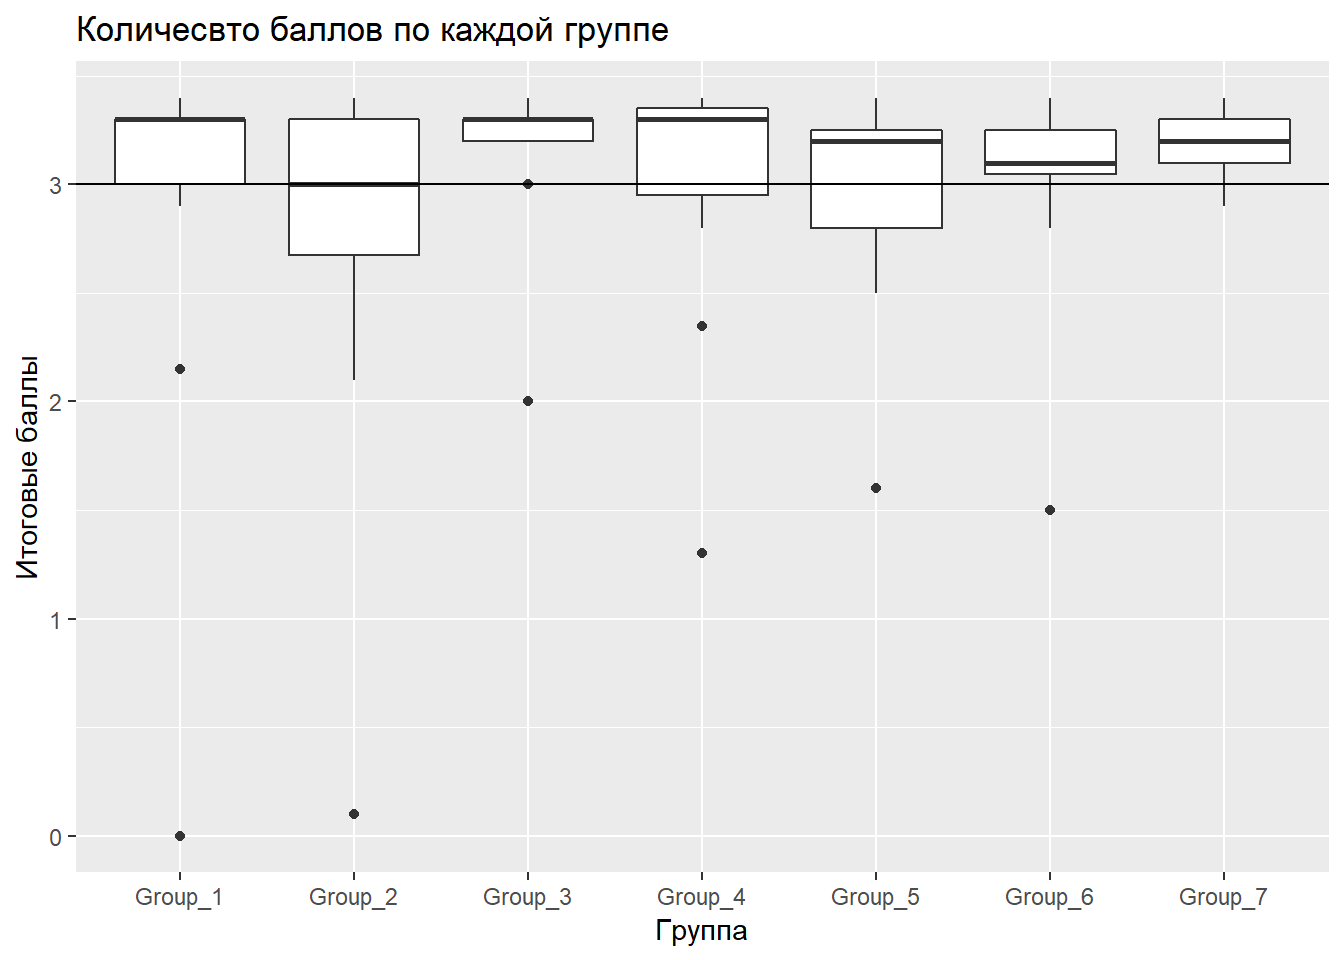 Количесвто баллов по каждой группе
Итоговые баллы
3
2
1
0
Group_1 Group_2 Group_3 Group_4 Group_5 Group_6 Group_7
Группа